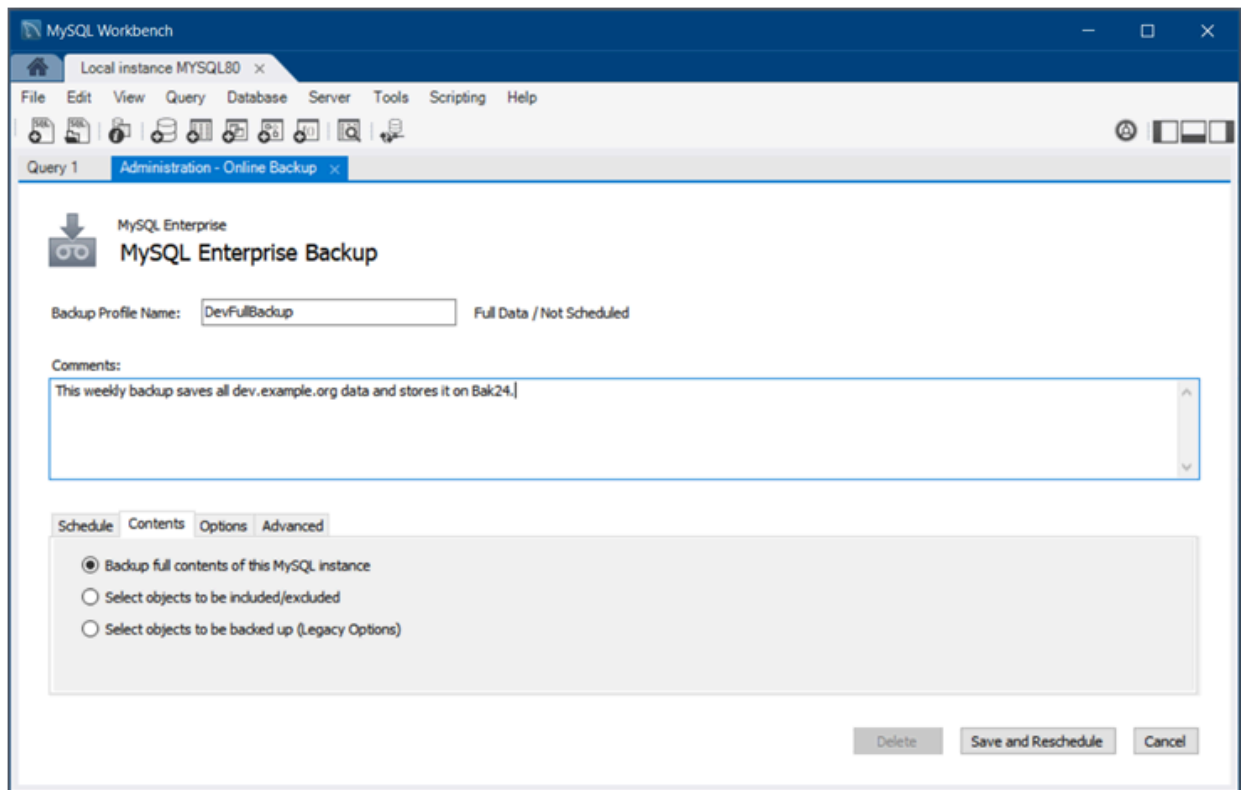 MySQL Workbench
Local instance MYSQL80
File Edit View Query Database Server Tools Scripting Help
Query 1 Administration - Online Backup
MySQL Enterprise
MySQL Enterprise Backup
Backup Profile Name: DevFullBackup Full Data / Not Scheduled
Comments:
This weekly backup saves all dev.example.org data and stores it on Bak24.
Schedule Contents Options Advanced
Backup full contents of this MySQL instance
Select objects to be included/excluded
Select objects to be backed up (Legacy Options)
Delete Save and Reschedule Cancel